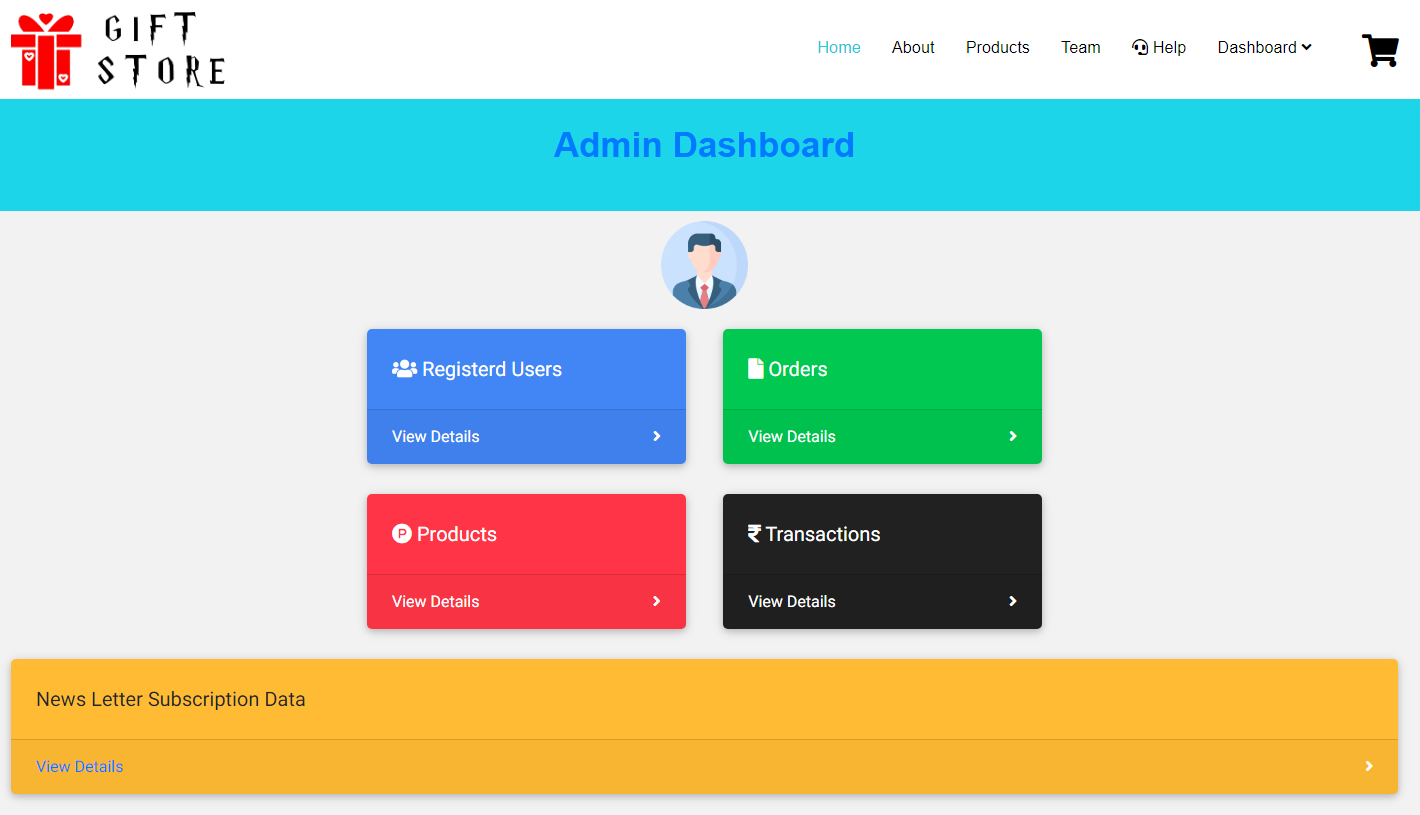 GIFT
STORE
Home About Products Team Help Dashboard
Admin Dashboard
Registerd Users
View Details
Orders
View Details
P Products
View Details
₹ Transactions
View Details
News Letter Subscription Data
View Details